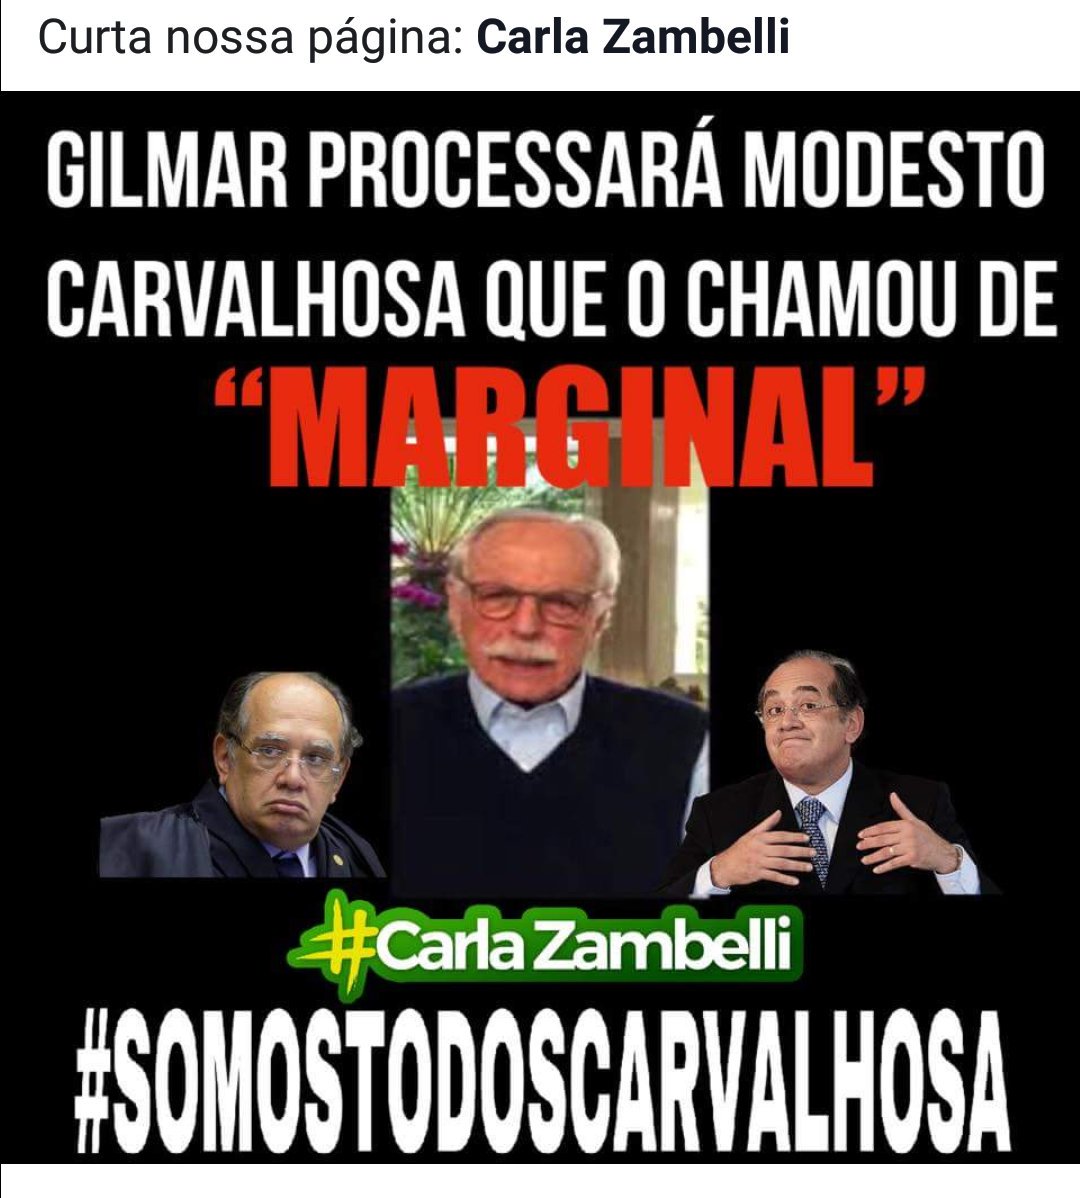 Curta nossa página: Carla Zambelli
GILMAR PROCESSARÁ MODESTO
CARVALHOSA QUE O CHAMOU DE
“MARGINAL”
#Carla Zambelli
#SOMOSTODOSCARVALHOSA